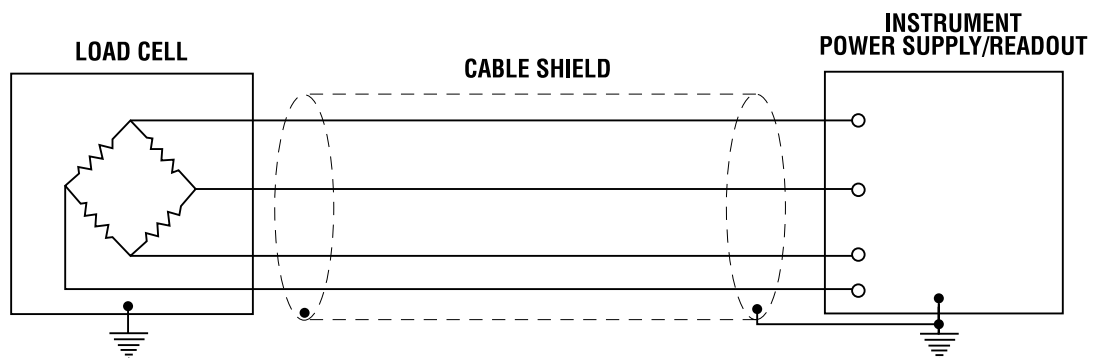 LOAD CELL
CABLE SHIELD
INSTRUMENT
POWER SUPPLY/READOUT